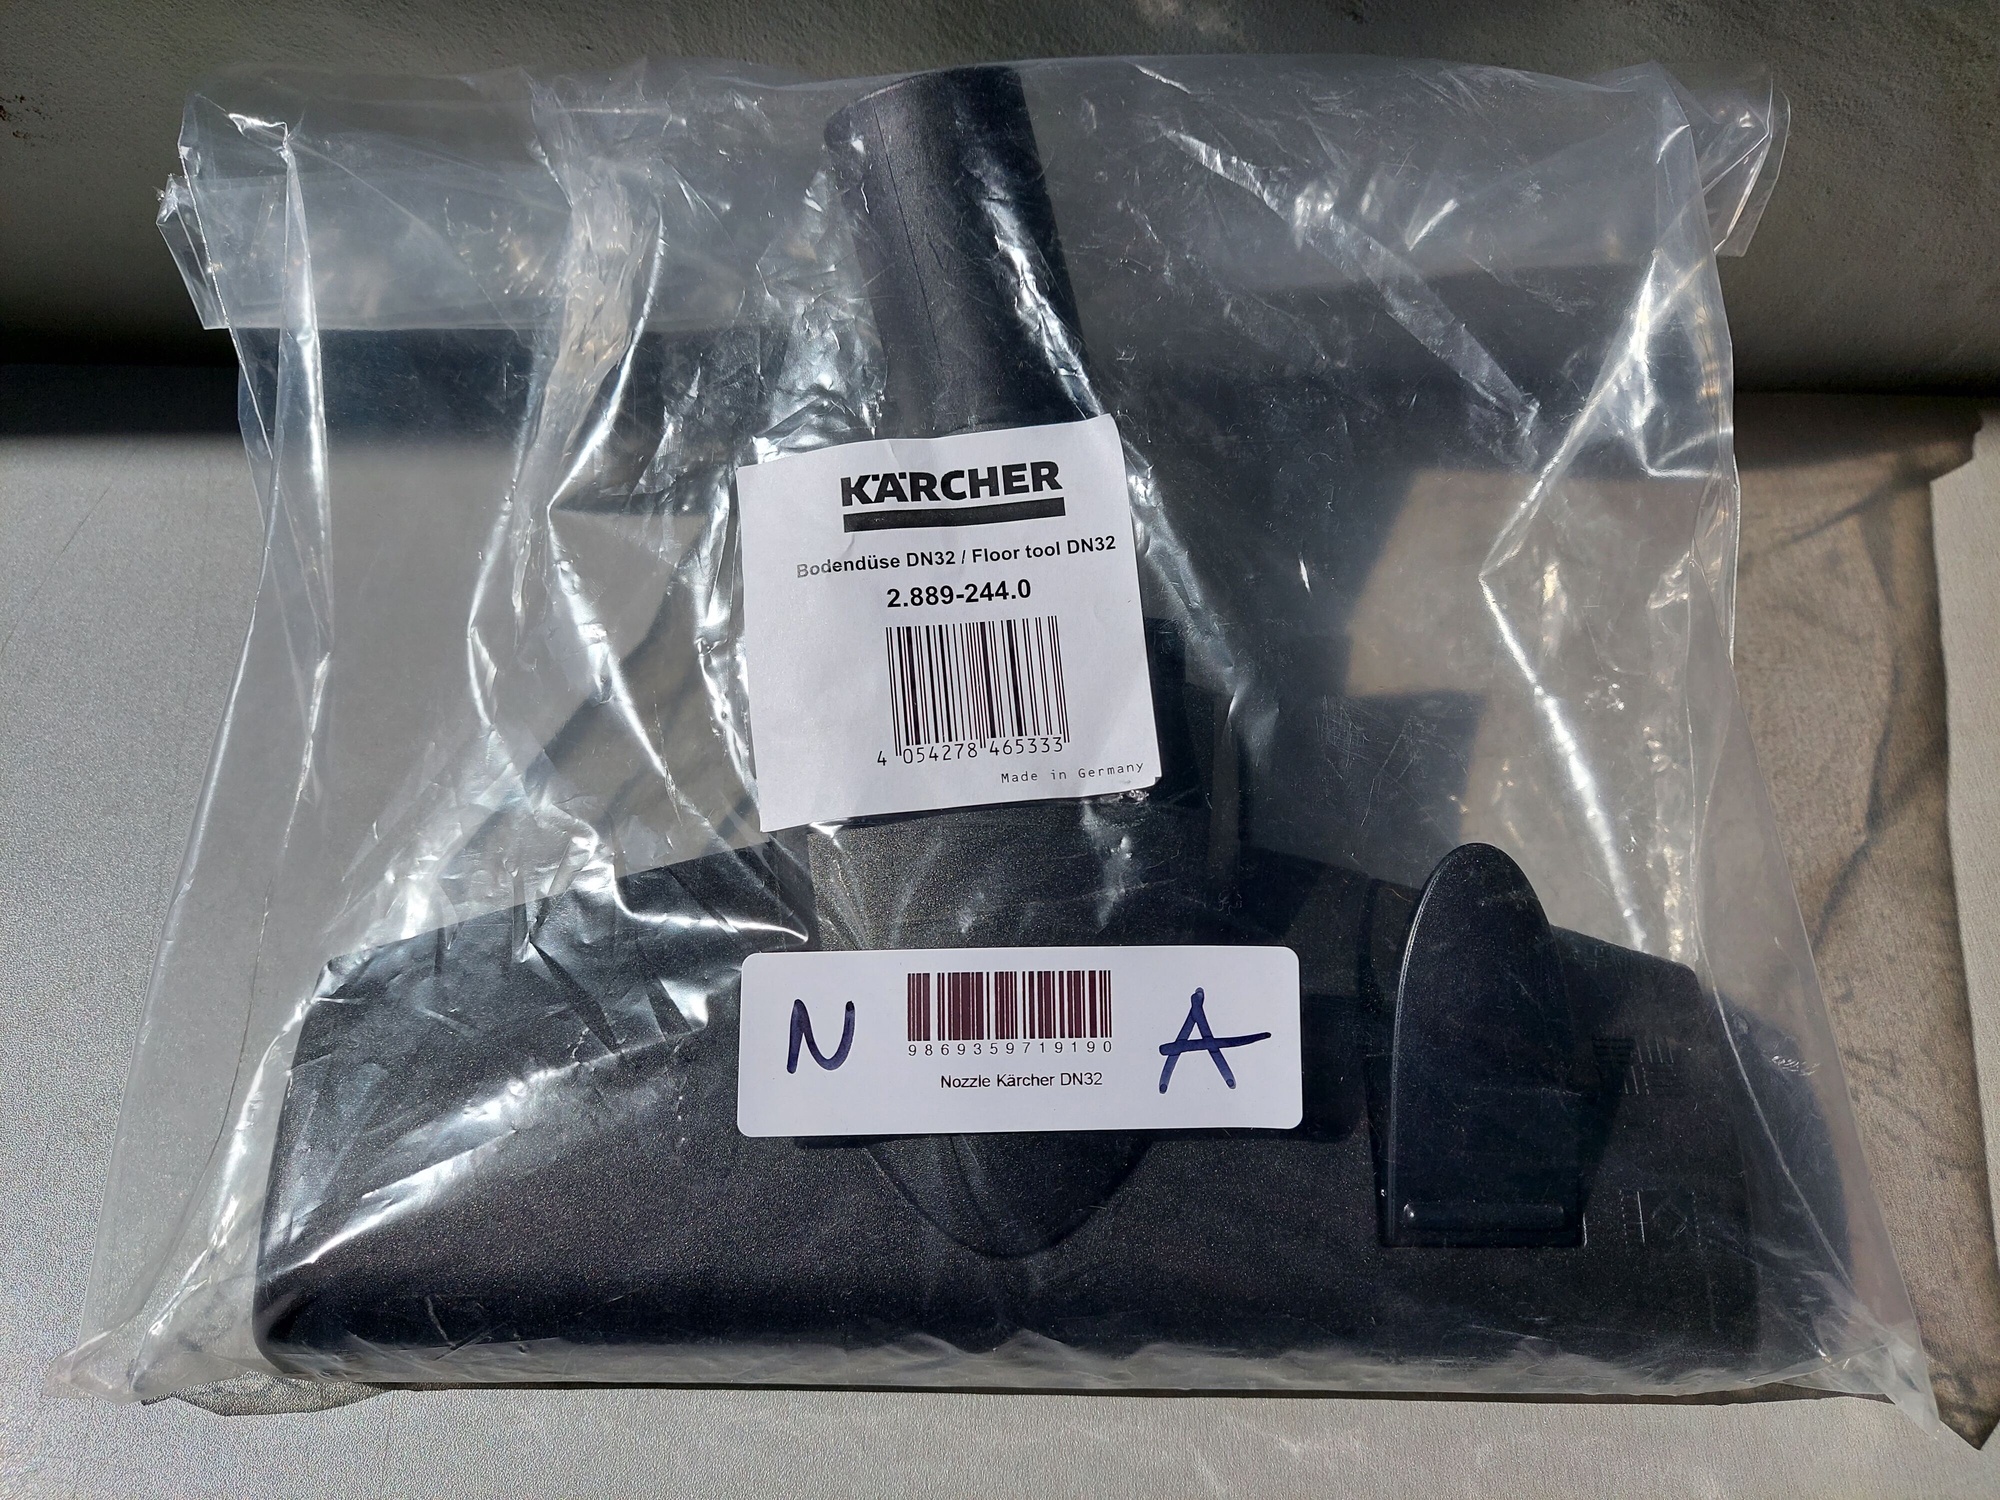 KÄRCHER
Bodendüse DN32 / Floor tool DN32
2.889-244.0
4 054278 465333
Made in Germany
N A
9869359719190
Nozzle Kärcher DN32